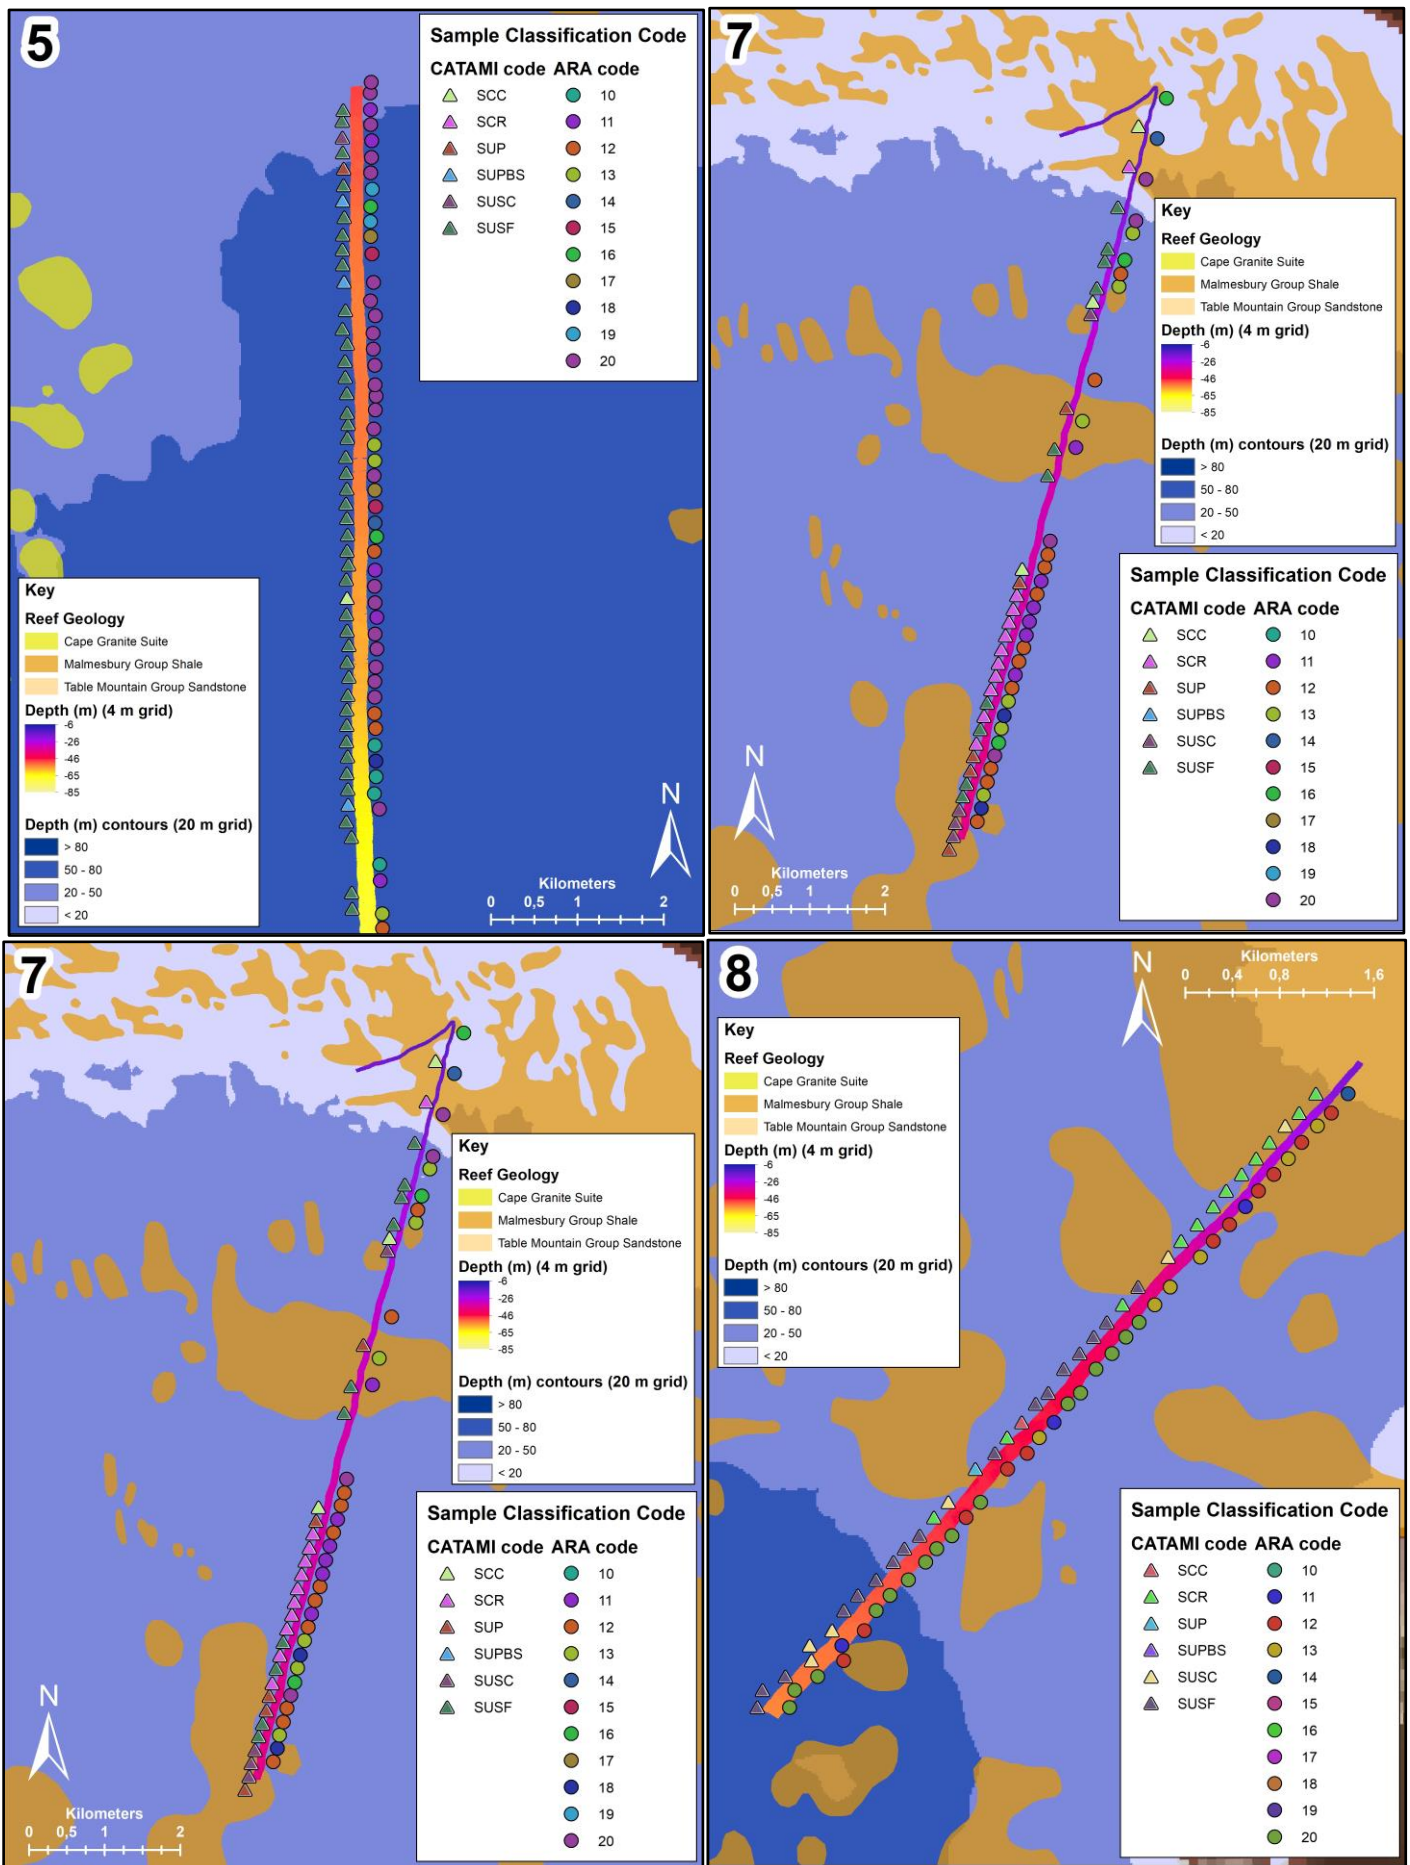 5
Sample Classification Code
CATAMI code ARA code
SCC 10
SCR 11
SUP 12
SUPBS 13
SUSC 14
SUSF 15
16
17
18
19
20
Key
Reef Geology
Cape Granite Suite
Malmesbury Group Shale
Table Mountain Group Sandstone
Depth (m) (4 m grid)
-6
-26
-46
-65
-85
Depth (m) contours (20 m grid)
> 80
50 - 80
20 - 50
< 20
N
Kilometers
0 0,5 1 2
7
Key
Reef Geology
Cape Granite Suite
Malmesbury Group Shale
Table Mountain Group Sandstone
Depth (m) (4 m grid)
-6
-26
-46
-65
-85
Depth (m) contours (20 m grid)
> 80
50 - 80
20 - 50
< 20
Sample Classification Code
CATAMI code ARA code
SCC 10
SCR 11
SUP 12
SUPBS 13
SUSC 14
SUSF 15
16
17
18
19
20
N
Kilometers
0 0,5 1 2
7
Key
Reef Geology
Cape Granite Suite
Malmesbury Group Shale
Table Mountain Group Sandstone
Depth (m) (4 m grid)
-6
-26
-46
-65
-85
Depth (m) contours (20 m grid)
> 80
50 - 80
20 - 50
< 20
Sample Classification Code
CATAMI code ARA code
SCC 10
SCR 11
SUP 12
SUPBS 13
SUSC 14
SUSF 15
16
17
18
19
20
N
Kilometers
0 0,5 1 2
8
N
Kilometers
0 0,4 0,8 1,6
Key
Reef Geology
Cape Granite Suite
Malmesbury Group Shale
Table Mountain Group Sandstone
Depth (m) (4 m grid)
-6
-26
-46
-65
-85
Depth (m) contours (20 m grid)
> 80
50 - 80
20 - 50
< 20
Sample Classification Code
CATAMI code ARA code
SCC 10
SCR 11
SUP 12
SUPBS 13
SUSC 14
SUSF 15
16
17
18
19
20